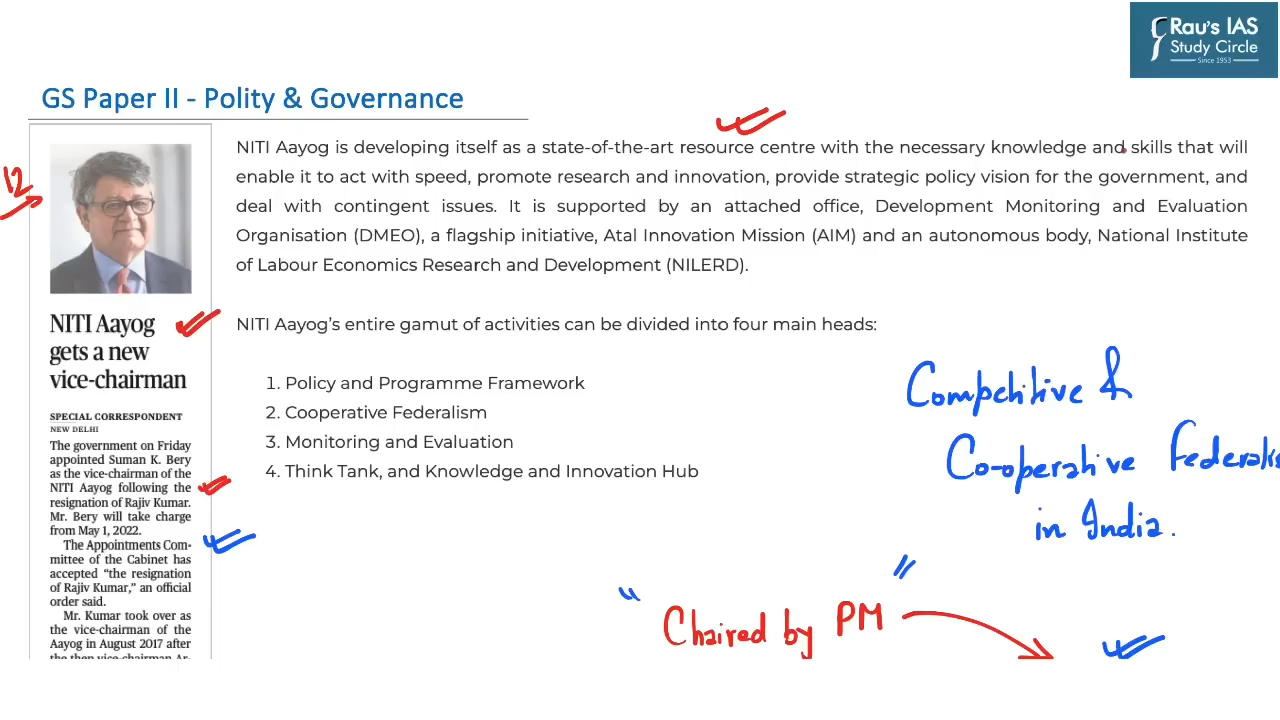 Rau's IAS
Study Circle
Since 1953
GS Paper II - Polity & Governance
12
NITI Aayog
gets a new
vice-chairman
SPECIAL CORRESPONDENT
NEW DELHI
The government on Friday
appointed Suman K. Bery
as the vice-chairman of the
NITI Aayog following the
resignation of Rajiv Kumar.
Mr. Bery will take charge
from May 1, 2022.
The Appointments Com-
mittee of the Cabinet has
accepted “the resignation
of Rajiv Kumar,” an official
order said.
Mr. Kumar took over as
the vice-chairman of the
Aayog in August 2017 after
the then vice-chairman Ar-
NITI Aayog is developing itself as a state-of-the-art resource centre with the necessary knowledge and skills that will
enable it to act with speed, promote research and innovation, provide strategic policy vision for the government, and
deal with contingent issues. It is supported by an attached office, Development Monitoring and Evaluation
Organisation (DMEO), a flagship initiative, Atal Innovation Mission (AIM) and an autonomous body, National Institute
of Labour Economics Research and Development (NILERD).
NITI Aayog’s entire gamut of activities can be divided into four main heads:
1. Policy and Programme Framework
2. Cooperative Federalism
3. Monitoring and Evaluation
4. Think Tank, and Knowledge and Innovation Hub
Competitive &
Co-operative Federalis
in India.
"Chaired by PM"